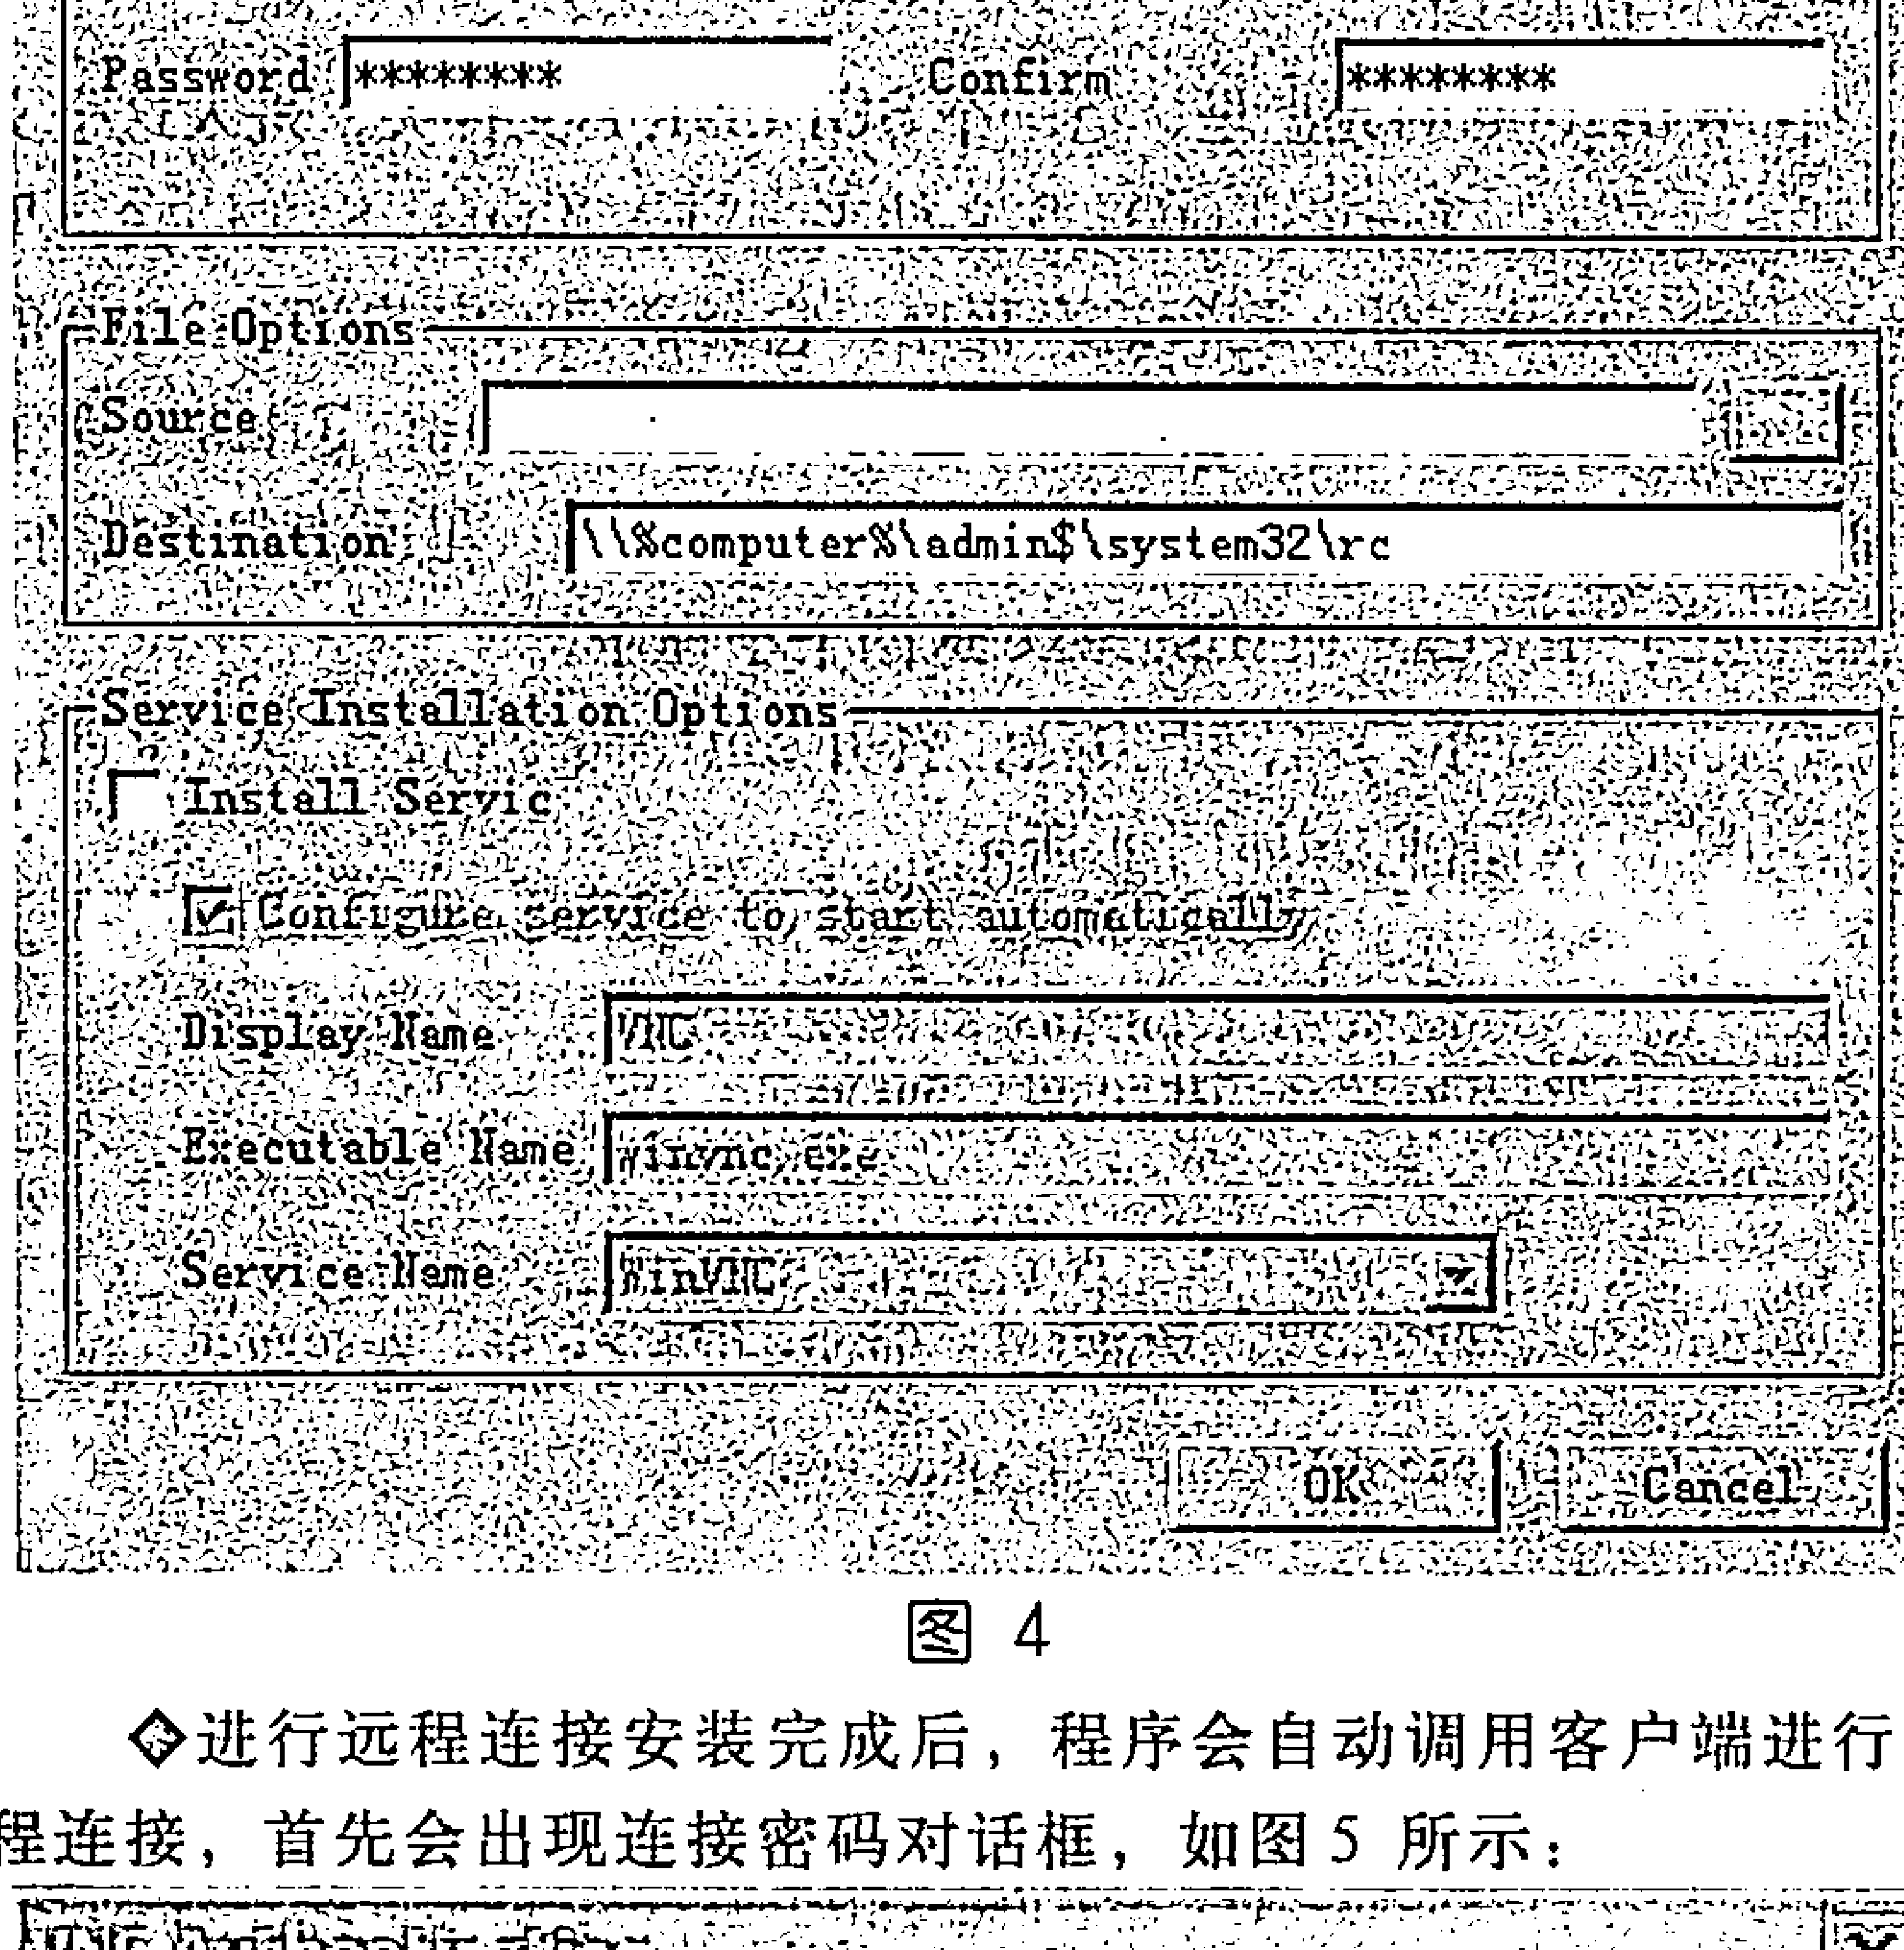 Password ******** Confirm ********
File Options
Source
Destination \\%computer%\admin$\system32\rc
Service Installation Options
Install Servic
Configure service to start automatically
Display Name VNC
Executable Name winvnc.exe
Service Name WinVNC
OK Cancel
图 4
◈进行远程连接安装完成后，程序会自动调用客户端进行
程连接，首先会出现连接密码对话框，如图 5 所示：